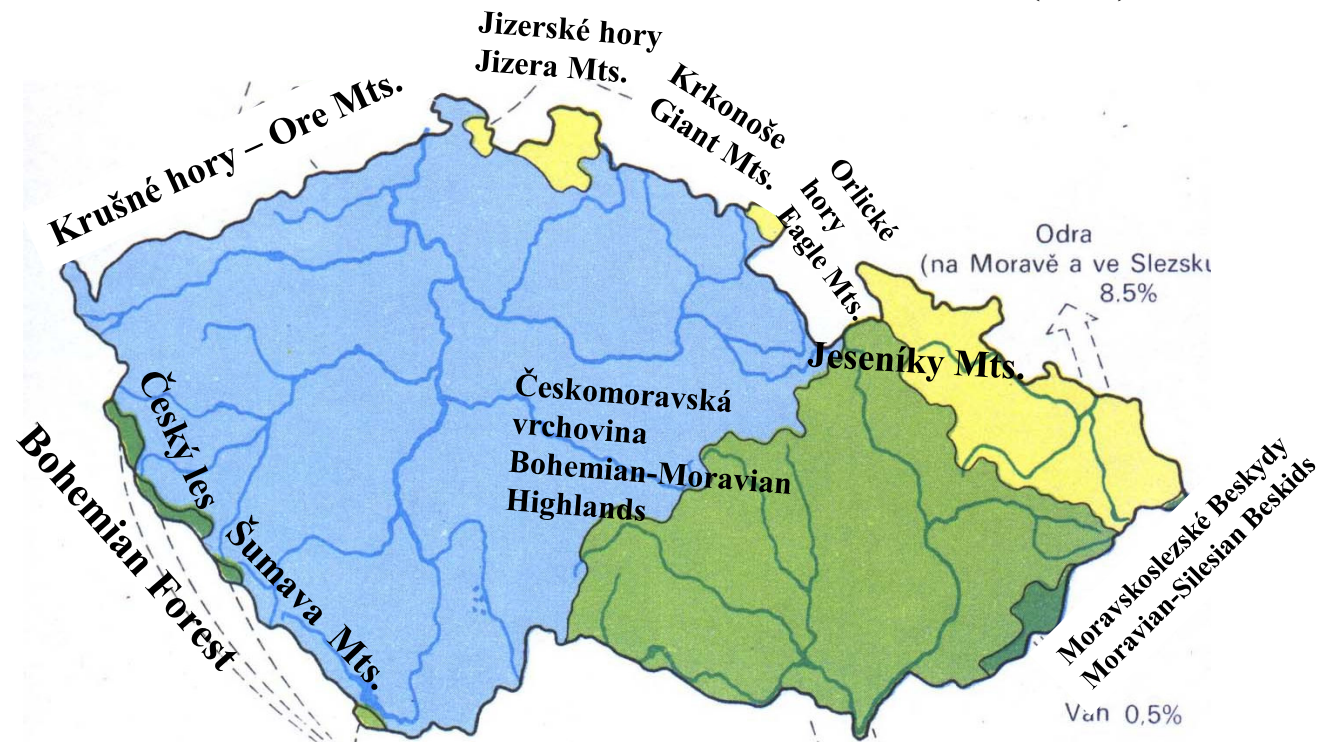 Jizerské hory
Jizera Mts.
Krkonoše
Giant Mts.
Krušné hory – Ore Mts.
Orlické
hory
Eagle Mts.
Odra
(na Moravě a ve Slezsku
8.5%
Jeseníky Mts.
Českomoravská
vrchovina
Bohemian-Moravian
Highlands
Český les
Bohemian Forest
Šumava Mts.
Moravskoslezské Beskydy
Moravian-Silesian Beskids
0,5%